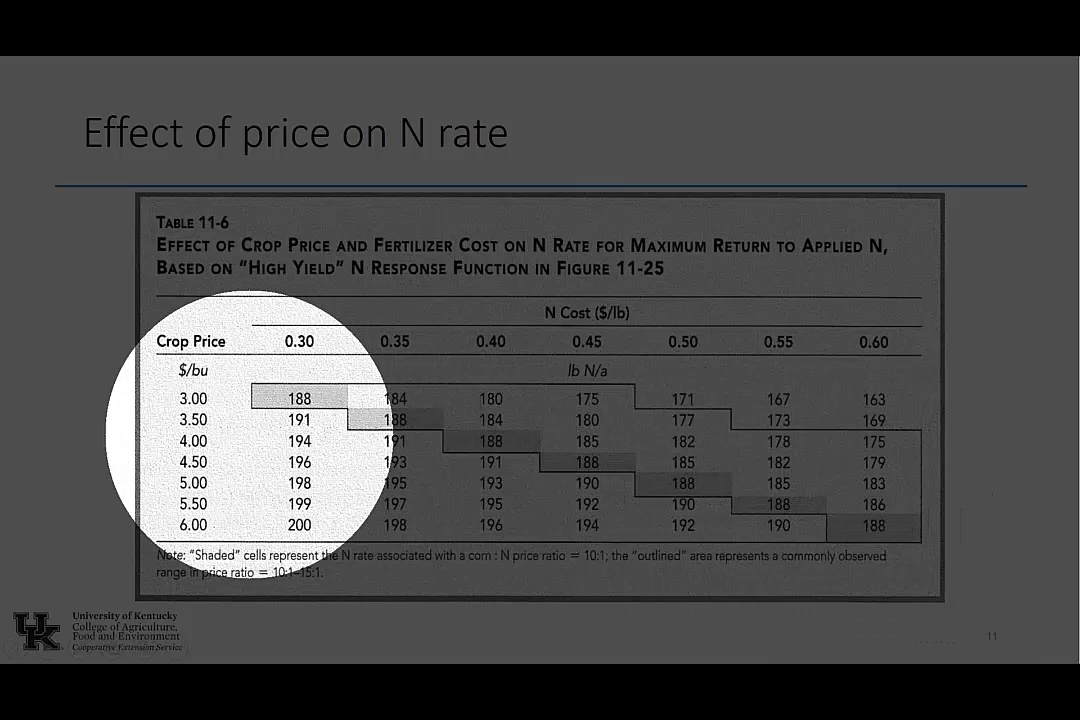 Effect of price on N rate
TABLE 11-6
EFFECT OF CROP PRICE AND FERTILIZER COST ON N RATE FOR MAXIMUM RETURN TO APPLIED N,
BASED ON "HIGH YIELD" N RESPONSE FUNCTION IN FIGURE 11-25
N Cost ($/lb)
Crop Price 0.30 0.35 0.40 0.45 0.50 0.55 0.60
$/bu lb N/a
3.00 188 184 180 175 171 167 163
3.50 191 188 184 180 177 173 169
4.00 194 191 188 185 182 178 175
4.50 196 193 191 188 185 182 179
5.00 198 195 193 190 188 185 183
5.50 199 197 195 192 190 188 186
6.00 200 198 196 194 192 190 188
Note: "Shaded" cells represent the N rate associated with a corn : N price ratio = 10:1; the "outlined" area represents a commonly observed
range in price ratio = 10:1–15:1.
UK
University of Kentucky
College of Agriculture,
Food and Environment
Cooperative Extension Service
11